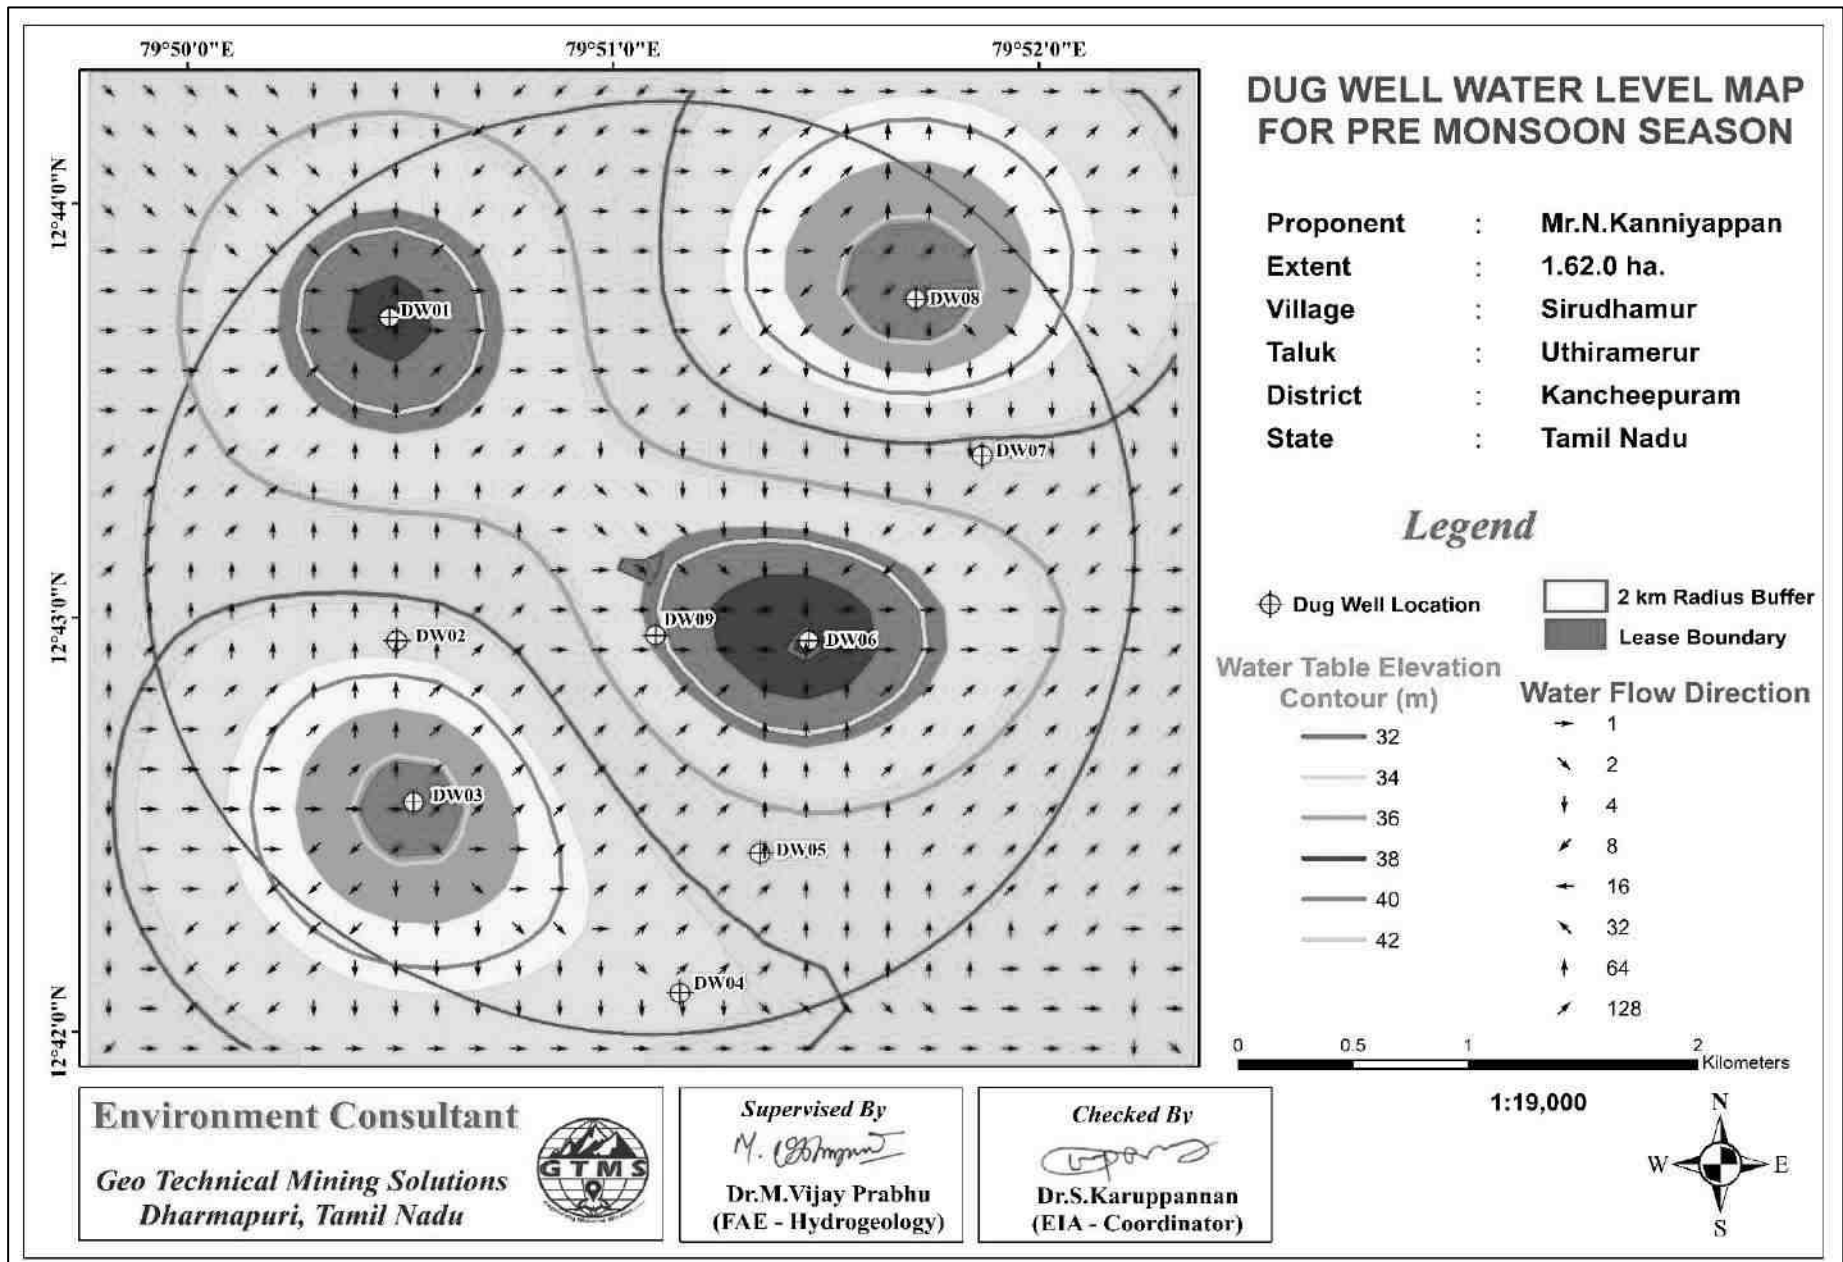 79°50'0"E
79°51'0"E
79°52'0"E
12°44'0"N
12°43'0"N
12°42'0"N
DW01
DW08
DW07
DW02
DW09
DW06
DW03
DW05
DW04
DUG WELL WATER LEVEL MAP
FOR PRE MONSOON SEASON
Proponent : Mr.N.Kanniyappan
Extent : 1.62.0 ha.
Village : Sirudhamur
Taluk : Uthiramerur
District : Kancheepuram
State : Tamil Nadu
Legend
Dug Well Location
2 km Radius Buffer
Lease Boundary
Water Table Elevation
Contour (m)
32
34
36
38
40
42
Water Flow Direction
1
2
4
8
16
32
64
128
0 0.5 1 2
Kilometers
1:19,000
N
W E
S
Environment Consultant
Geo Technical Mining Solutions
Dharmapuri, Tamil Nadu
GTMS
Supervised By
Dr.M.Vijay Prabhu
(FAE - Hydrogeology)
Checked By
Dr.S.Karuppannan
(EIA - Coordinator)